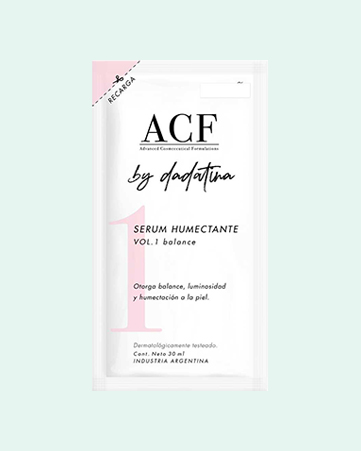 RECARGA
ACF
Advanced Cosmeceutical Formulations
by dadatina
1
SERUM HUMECTANTE
VOL.1 balance
Otorga balance, luminosidad
y humectación a la piel.
Dermatológicamente testeado.
Cont. Neto 30 ml
INDUSTRIA ARGENTINA